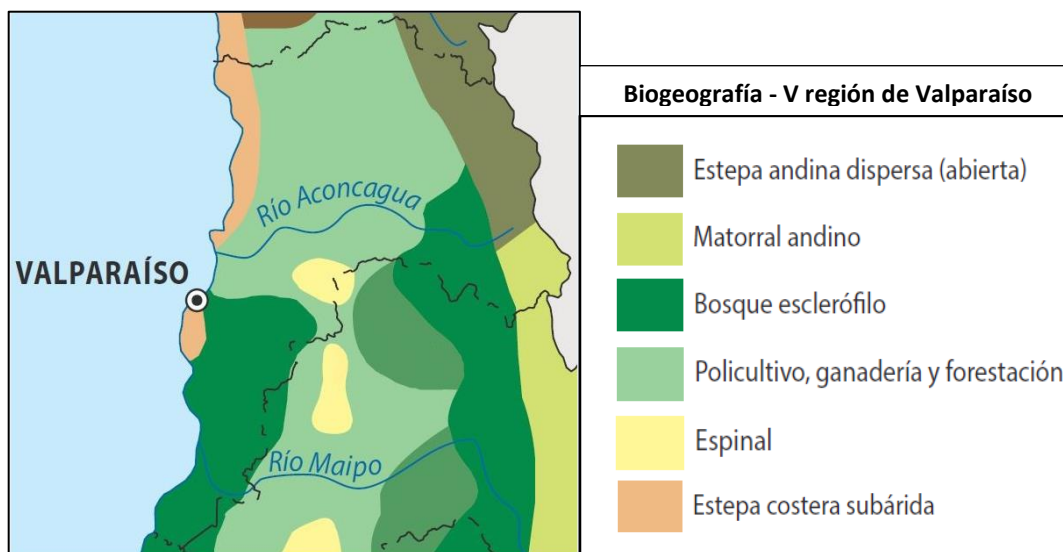 Río Aconcagua
VALPARAÍSO
Río Maipo
Biogeografía - V región de Valparaíso
Estepa andina dispersa (abierta)
Matorral andino
Bosque esclerófilo
Policultivo, ganadería y forestación
Espinal
Estepa costera subárida